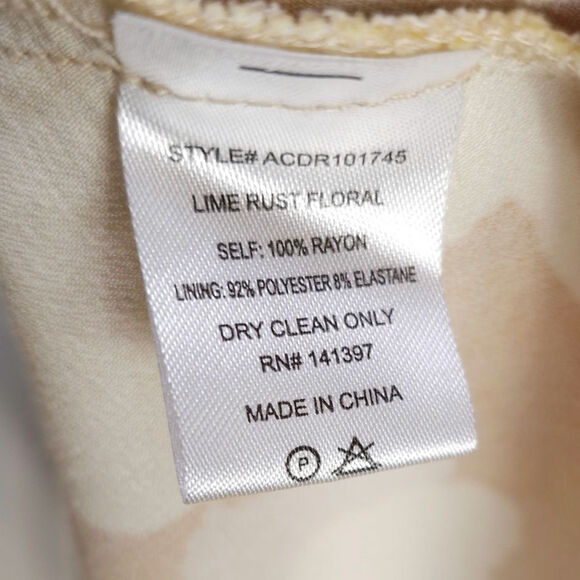 STYLE# ACDR101745
LIME RUST FLORAL
SELF: 100% RAYON
LINING: 92% POLYESTER 8% ELASTANE
DRY CLEAN ONLY
RN# 141397
MADE IN CHINA
P